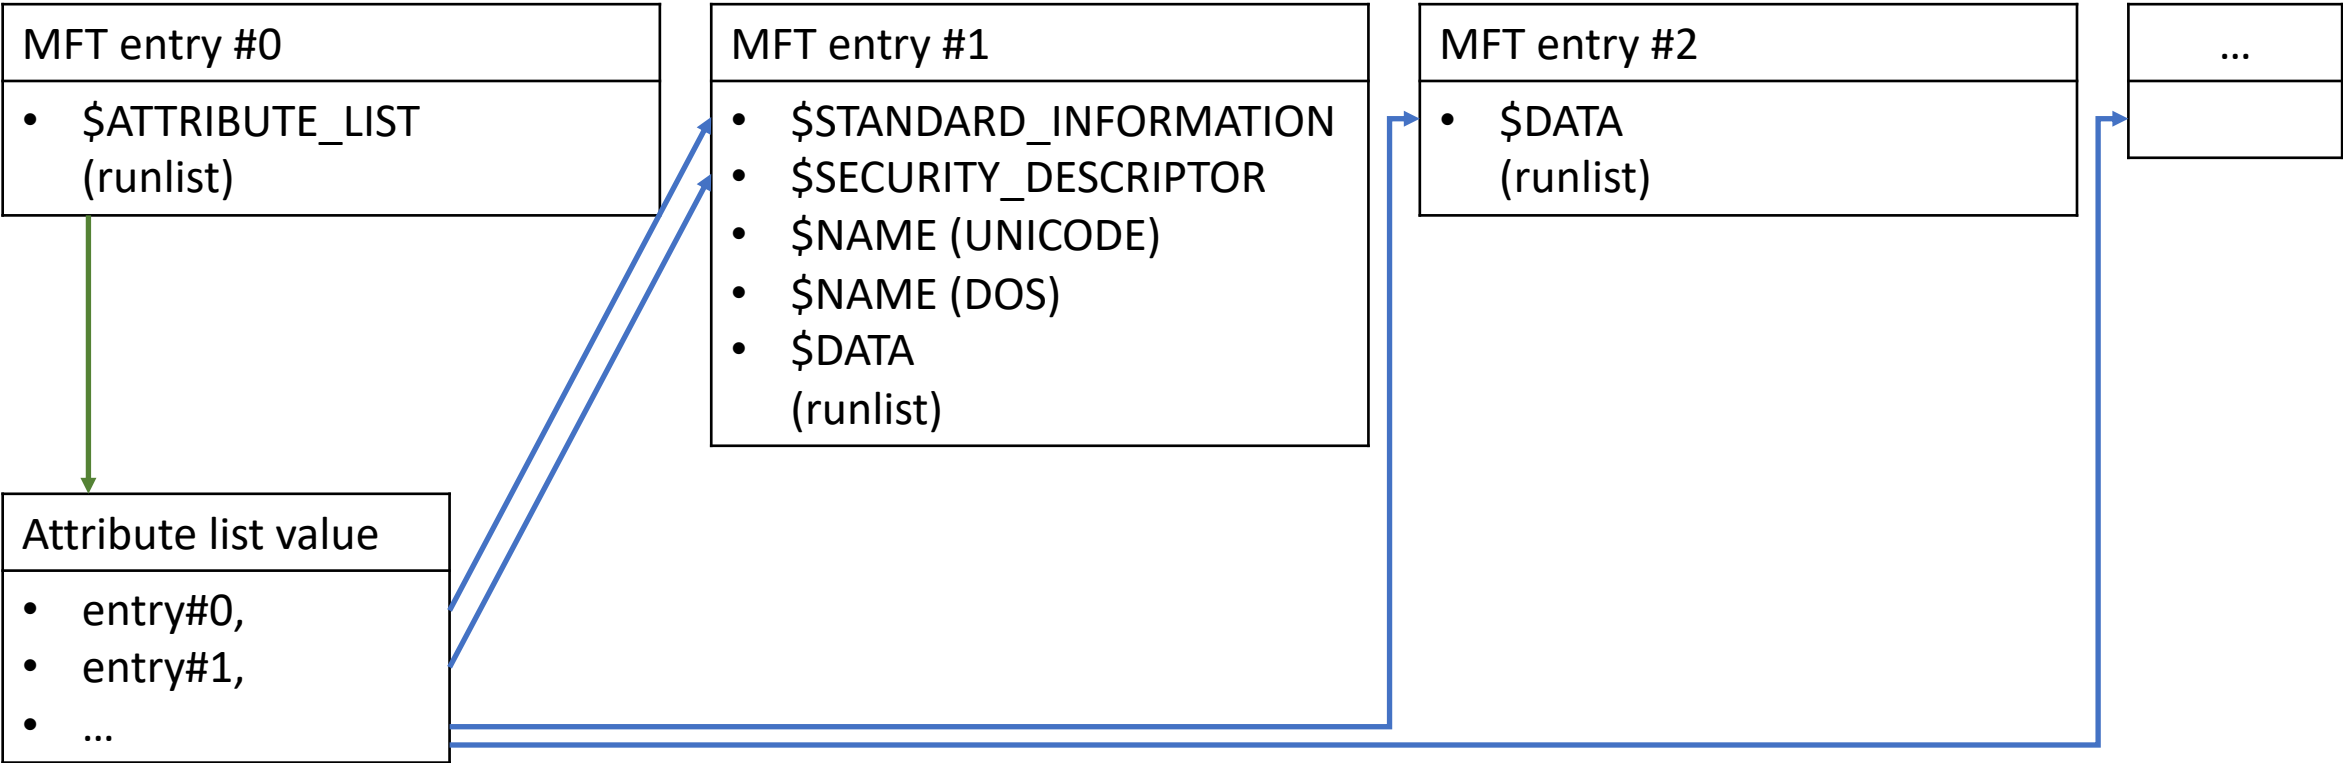 MFT entry #0
• $ATTRIBUTE_LIST
(runlist)
MFT entry #1
• $STANDARD_INFORMATION
• $SECURITY_DESCRIPTOR
• $NAME (UNICODE)
• $NAME (DOS)
• $DATA
(runlist)
MFT entry #2
• $DATA
(runlist)
...
Attribute list value
• entry#0,
• entry#1,
• ...